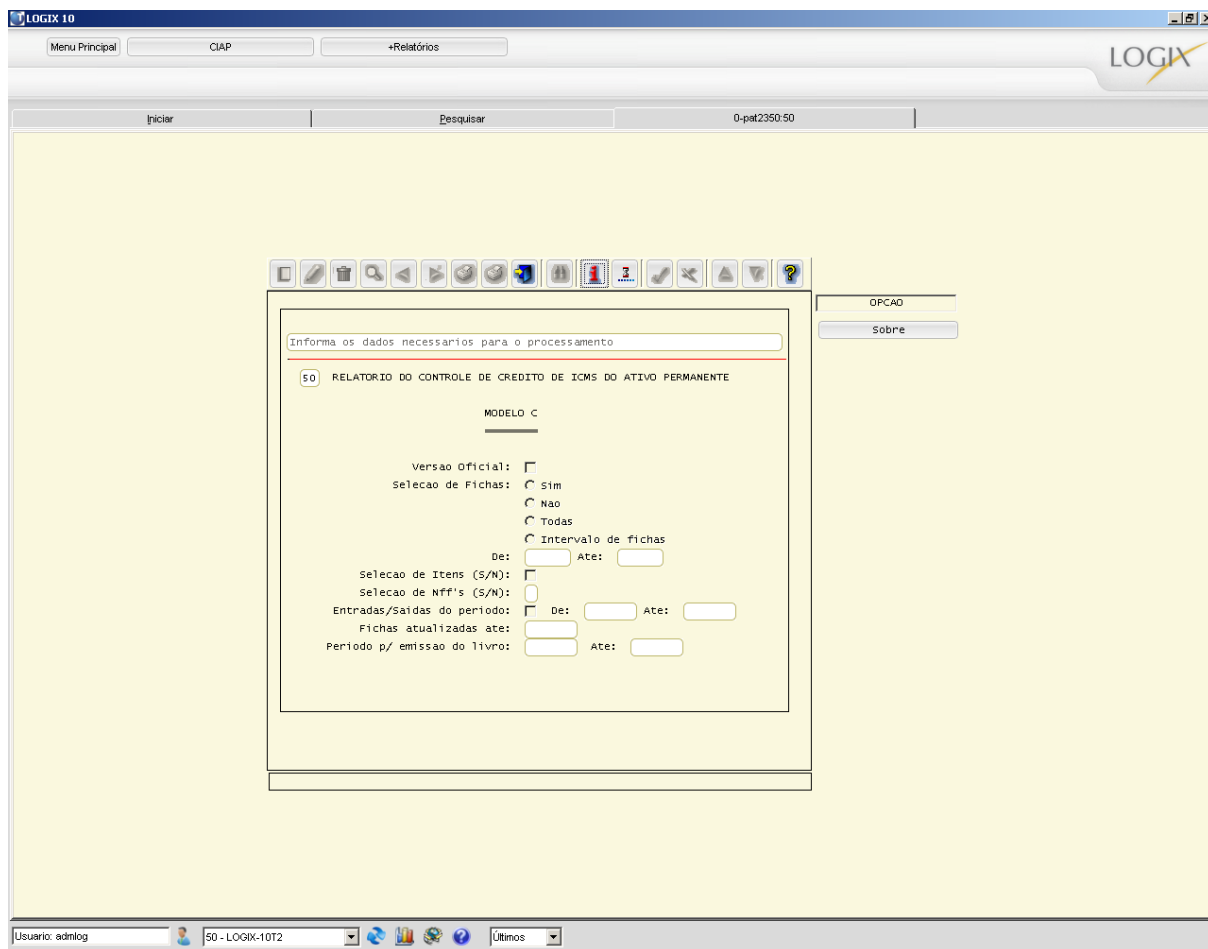 LOGIX 10
Menu Principal
CIAP
+Relatórios
LOGIX
Iniciar
Pesquisar
0-pat2350:50
OPCAO
Sobre
Informa os dados necessarios para o processamento
50 RELATORIO DO CONTROLE DE CREDITO DE ICMS DO ATIVO PERMANENTE
MODELO C
Versao Oficial:
Selecao de Fichas: Sim
Nao
Todas
Intervalo de fichas
De: Ate:
Selecao de Itens (S/N):
Selecao de Nff's (S/N):
Entradas/Saidas do periodo: De: Ate:
Fichas atualizadas ate:
Periodo p/ emissao do livro: Ate:
Usuario: admlog
50 - LOGIX-10T2
Últimos